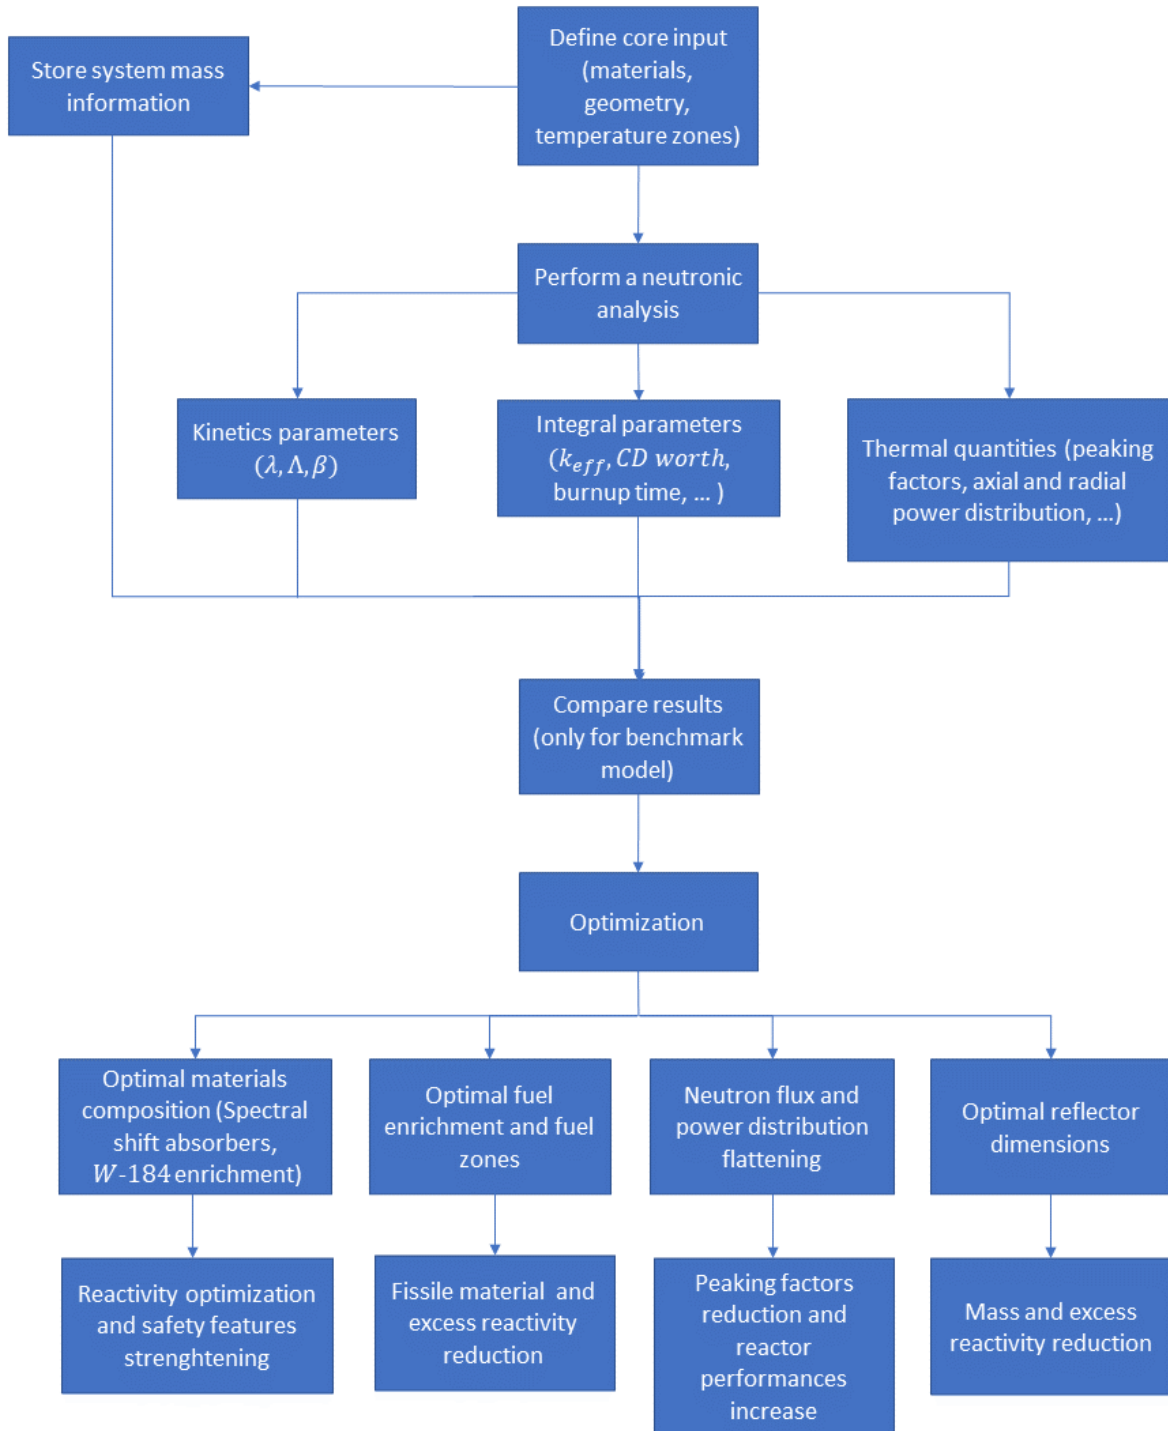 Define core input
(materials,
geometry,
temperature zones)
Store system mass
information
Perform a neutronic
analysis
Kinetics parameters
(λ, Λ, β)
Integral parameters
(k_eff, CD worth,
burnup time, ... )
Thermal quantities (peaking
factors, axial and radial
power distribution, ...)
Compare results
(only for benchmark
model)
Optimization
Optimal materials
composition (Spectral
shift absorbers,
W-184 enrichment)
Optimal fuel
enrichment and fuel
zones
Neutron flux and
power distribution
flattening
Optimal reflector
dimensions
Reactivity optimization
and safety features
strenghtening
Fissile material and
excess reactivity
reduction
Peaking factors
reduction and
reactor
performances
increase
Mass and excess
reactivity reduction